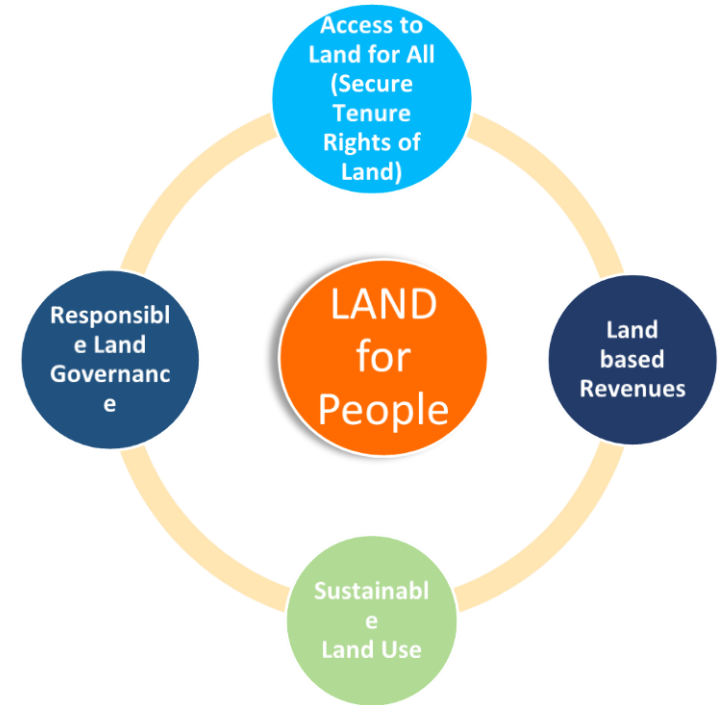 Access to
Land for All
(Secure
Tenure
Rights of
Land)
Responsibl
e Land
Governanc
e
LAND
for
People
Land
based
Revenues
Sustainabl
e
Land Use